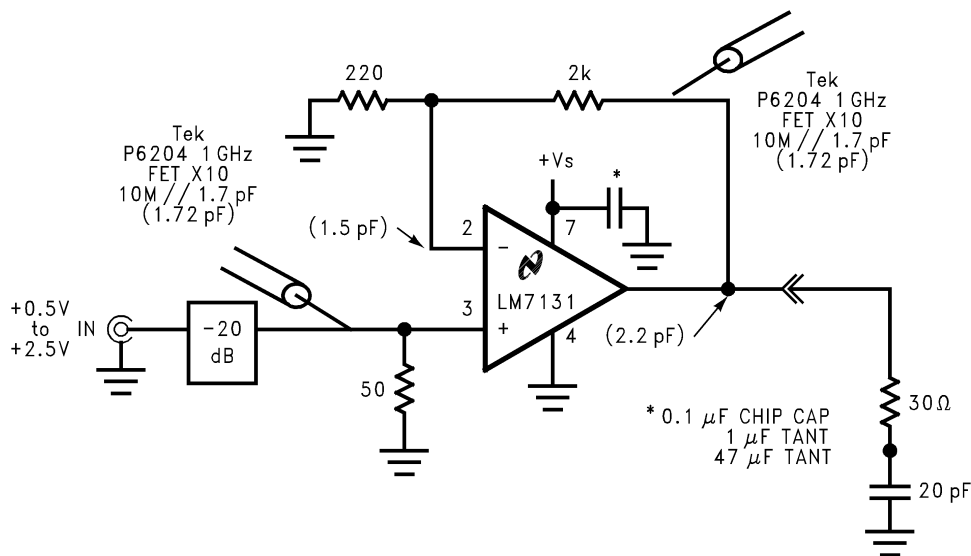 220
2k
Tek
P6204 1GHz
FET X10
10M // 1.7 pF
(1.72 pF)
Tek
P6204 1GHz
FET X10
10M // 1.7 pF
(1.72 pF)
+Vs
*
(1.5 pF)
2
7
−
LM7131
3
+
4
+0.5V
to
+2.5V
IN
-20
dB
(2.2 pF)
50
30Ω
* 0.1 μF CHIP CAP
1 μF TANT
47 μF TANT
20 pF